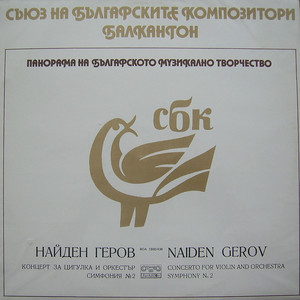 СЪЮЗ НА БЪЛГАРСКИТЕ КОМПОЗИТОРИ
БАЛКАНТОН
ПАНОРАМА НА БЪЛГАРСКОТО МУЗИКАЛНО ТВОРЧЕСТВО
сбк
НАЙДЕН ГЕРОВ NAIDEN GEROV
КОНЦЕРТ ЗА ЦИГУЛКА И ОРКЕСТЪР CONCERTO FOR VIOLIN AND ORCHESTRA
СИМФОНИЯ №2 SYMPHONY N.2